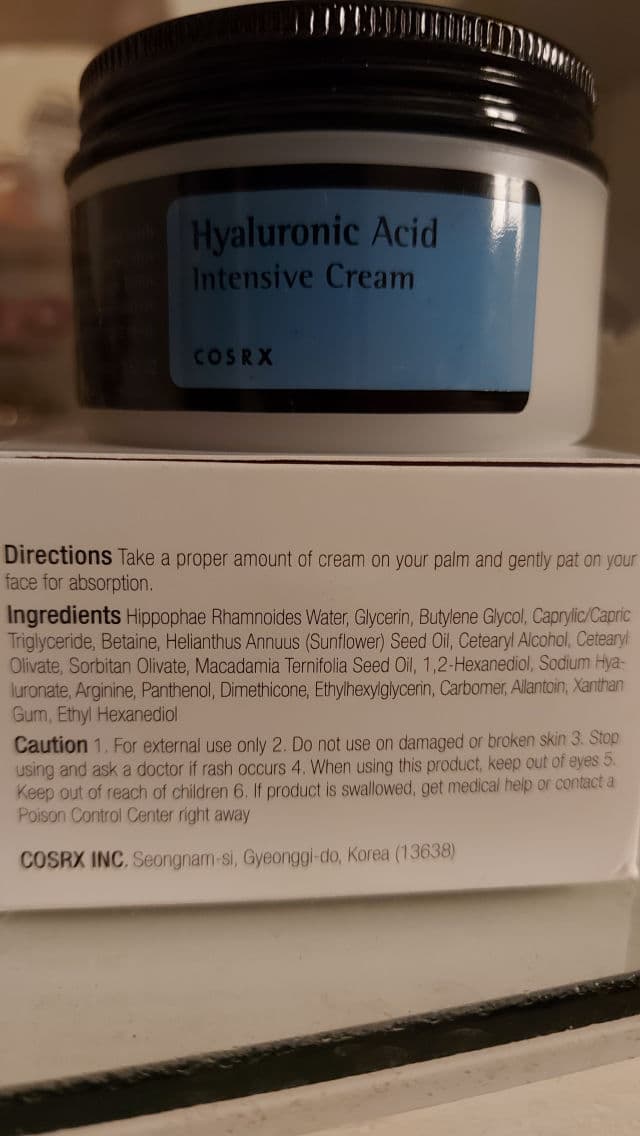 Hyaluronic Acid
Intensive Cream
COSRX
Directions Take a proper amount of cream on your palm and gently pat on your
face for absorption.
Ingredients Hippophae Rhamnoides Water, Glycerin, Butylene Glycol, Caprylic/Capric
Triglyceride, Betaine, Helianthus Annuus (Sunflower) Seed Oil, Cetearyl Alcohol, Cetearyl
Olivate, Sorbitan Olivate, Macadamia Ternifolia Seed Oil, 1,2-Hexanediol, Sodium Hya-
luronate, Arginine, Panthenol, Dimethicone, Ethylhexylglycerin, Carbomer, Allantoin, Xanthan
Gum, Ethyl Hexanediol
Caution 1. For external use only 2. Do not use on damaged or broken skin 3. Stop
using and ask a doctor if rash occurs 4. When using this product, keep out of eyes 5.
Keep out of reach of children 6. If product is swallowed, get medical help or contact a
Poison Control Center right away
COSRX INC. Seongnam-si, Gyeonggi-do, Korea (13638)